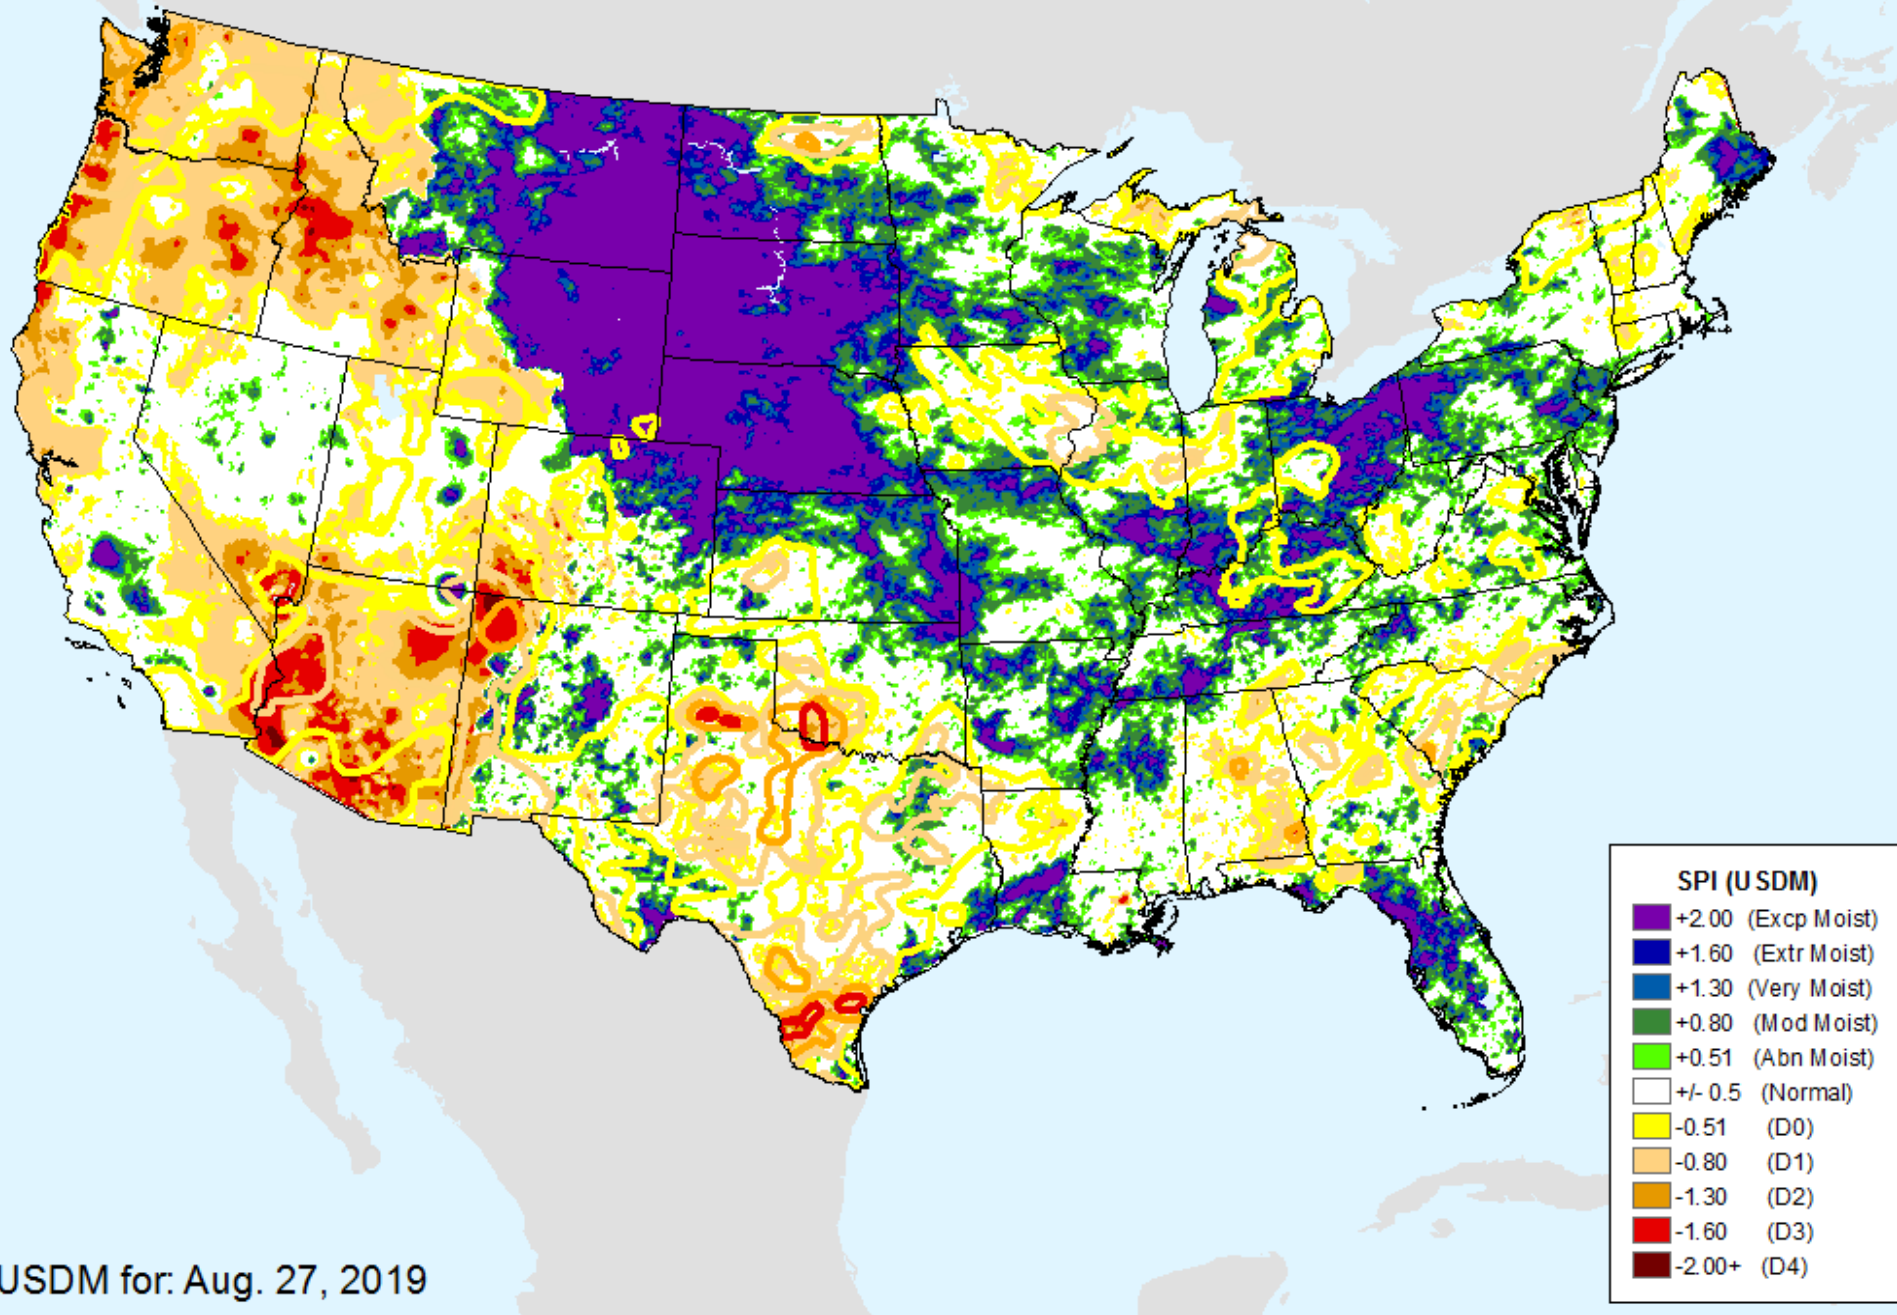 SPI (USDM)
+2.00 (Excp Moist)
+1.60 (Extr Moist)
+1.30 (Very Moist)
+0.80 (Mod Moist)
+0.51 (Abn Moist)
+/- 0.5 (Normal)
-0.51 (D0)
-0.80 (D1)
-1.30 (D2)
-1.60 (D3)
-2.00+ (D4)
USDM for: Aug. 27, 2019